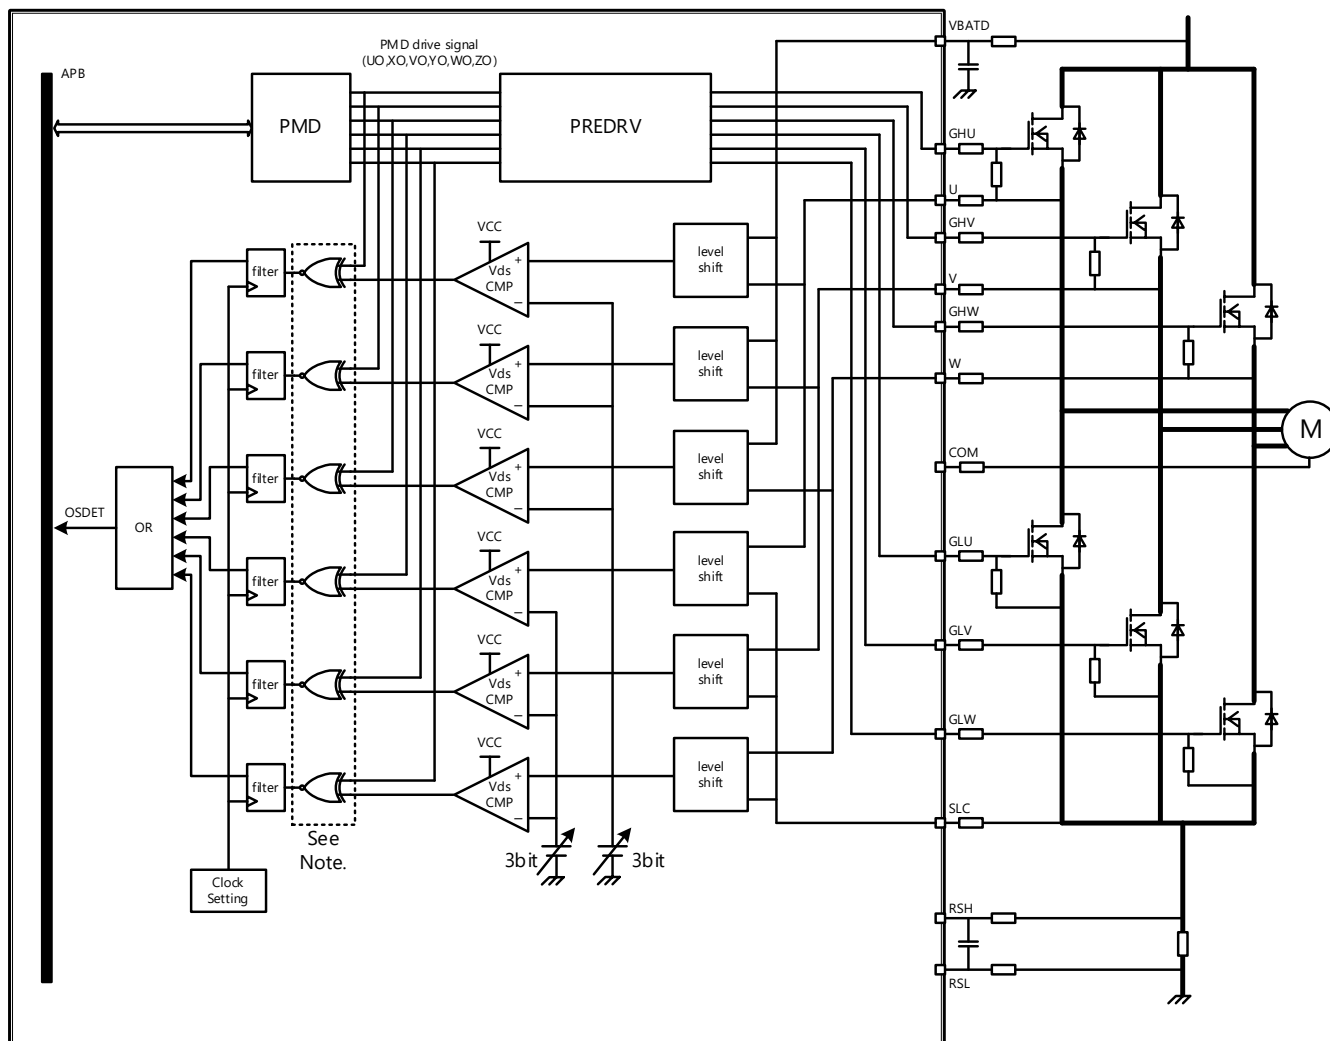 VBATD
PMD drive signal
(UO,XO,VO,YO,WO,ZO)
APB
PMD
PREDRV
GHU
U
GHV
V
GHW
W
COM
GLU
GLV
GLW
SLC
RSH
RSL
M
VCC
+
Vds
CMP
−
level
shift
filter
VCC
+
Vds
CMP
−
level
shift
filter
VCC
+
Vds
CMP
−
level
shift
filter
VCC
+
Vds
CMP
−
level
shift
filter
VCC
+
Vds
CMP
−
level
shift
filter
VCC
+
Vds
CMP
−
level
shift
filter
OSDET
OR
See
Note.
3bit
3bit
Clock
Setting